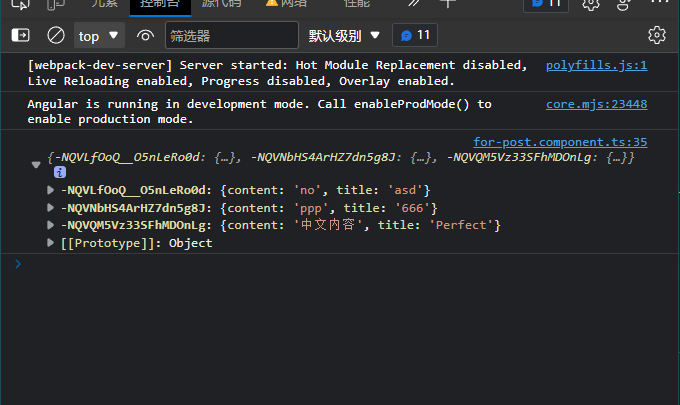 元素 控制台 源代码 网络 性能 11
top 筛选器 默认级别 11
[webpack-dev-server] Server started: Hot Module Replacement disabled, polyfills.js:1
Live Reloading enabled, Progress disabled, Overlay enabled.
Angular is running in development mode. Call enableProdMode() to core.mjs:23448
enable production mode.
for-post.component.ts:35
{-NQVLfOoQ__O5nLeRo0d: {…}, -NQVNbHS4ArHZ7dn5g8J: {…}, -NQVQM5Vz33SFhMDOnLg: {…}}
-NQVLfOoQ__O5nLeRo0d: {content: 'no', title: 'asd'}
-NQVNbHS4ArHZ7dn5g8J: {content: 'ppp', title: '666'}
-NQVQM5Vz33SFhMDOnLg: {content: '中文内容', title: 'Perfect'}
[[Prototype]]: Object